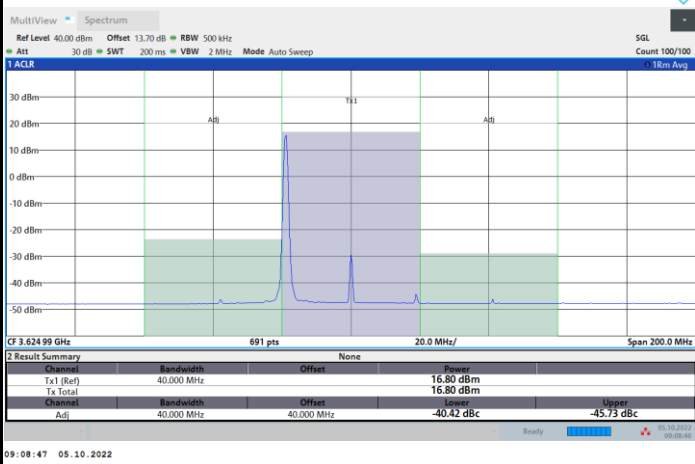 MultiView Spectrum
Ref Level 40.00 dBm Offset 13.70 dB RBW 500 kHz SGL
Att 30 dB SWT 200 ms VBW 2 MHz Mode Auto Sweep Count 100/100
1 ACLR 1Rm Avg
30 dBm
Tx1
20 dBm Adj Adj
10 dBm
0 dBm
-10 dBm
-20 dBm
-30 dBm
-40 dBm
-50 dBm
CF 3.624 99 GHz 691 pts 20.0 MHz/ Span 200.0 MHz
2 Result Summary None
Channel Bandwidth Offset Power
Tx1 (Ref) 40.000 MHz 16.80 dBm
Tx Total 16.80 dBm
Channel Bandwidth Offset Lower Upper
Adj 40.000 MHz 40.000 MHz -40.42 dBc -45.73 dBc
Ready 05.10.2022
09:08:46
09:08:47 05.10.2022